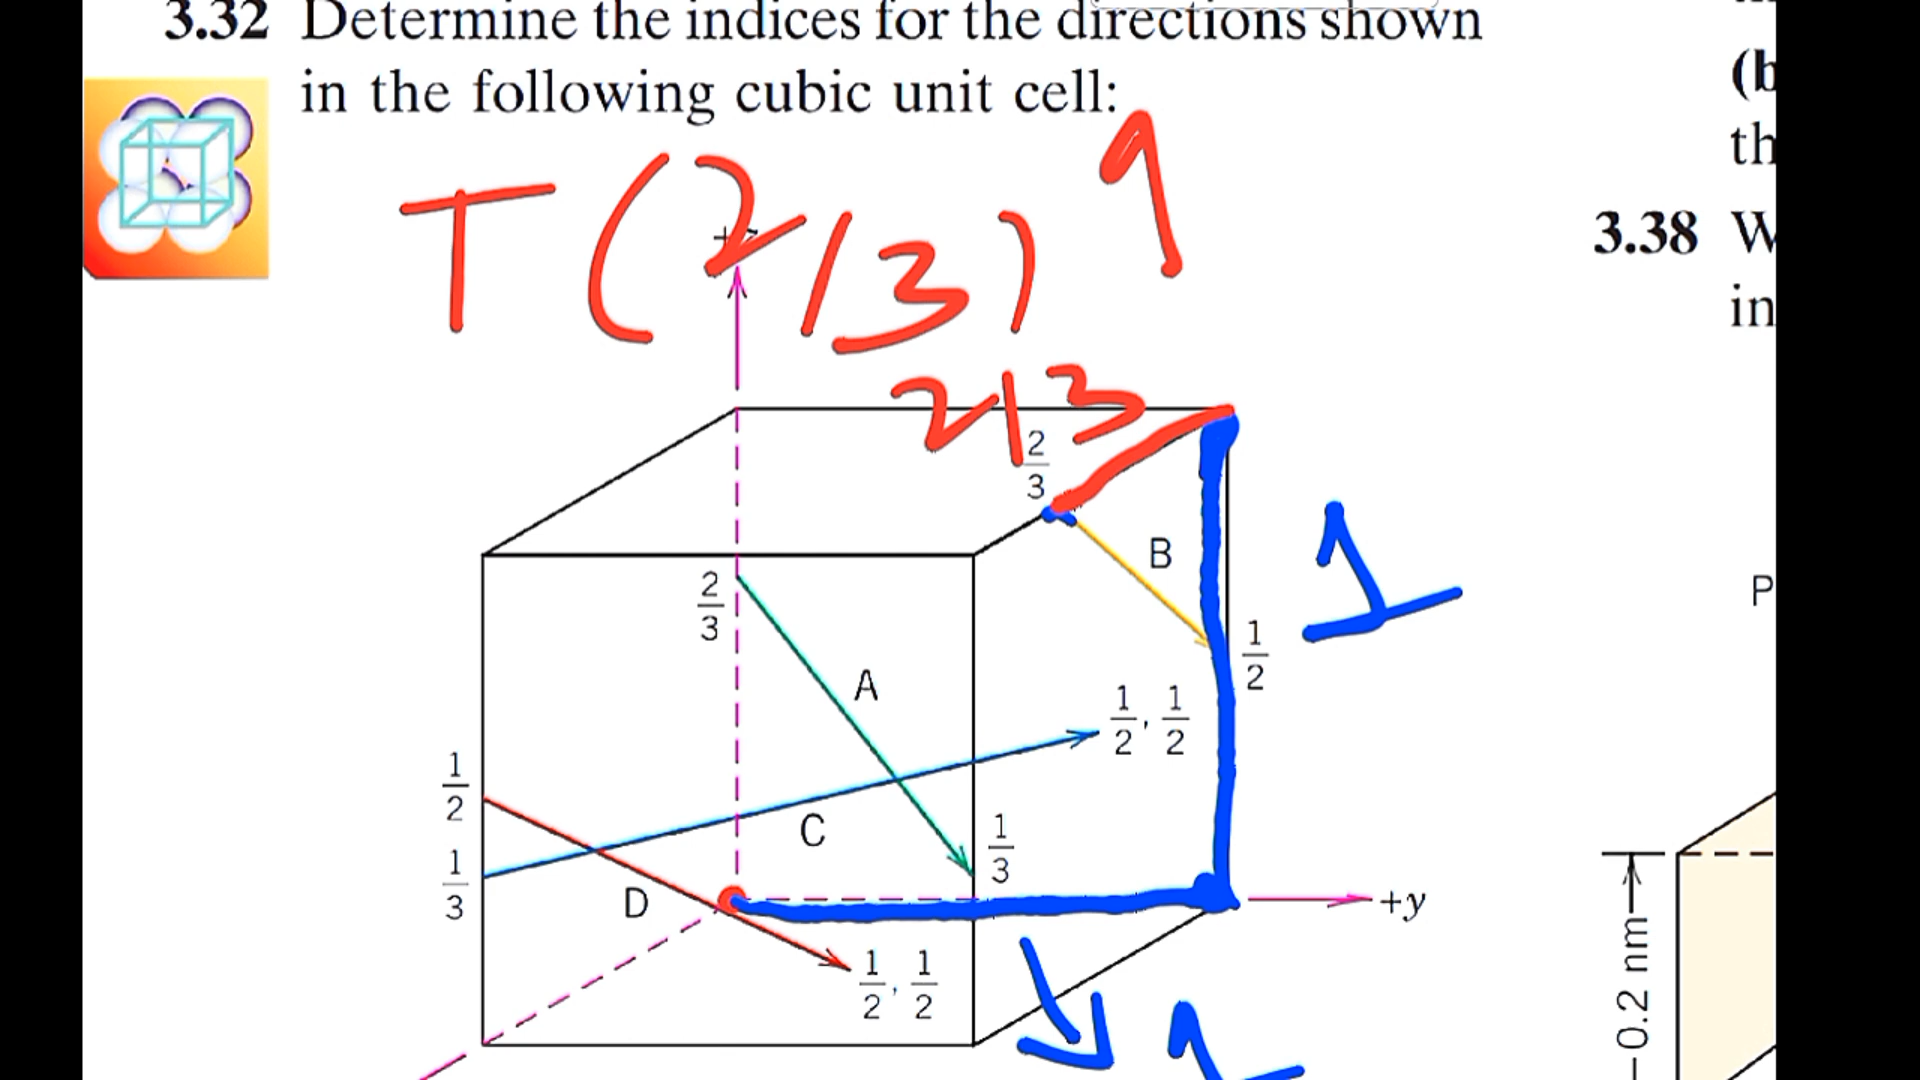 3.32 Determine the indices for the directions shown
in the following cubic unit cell:
(b
th
3.38 W
in
T (2/3) 1
+z
2/3
2/3
B
1
P
2/3
1/2
A
1/2, 1/2
1/2
C
1/3
1/3
D
+y
1/2, 1/2
0.2 nm
1